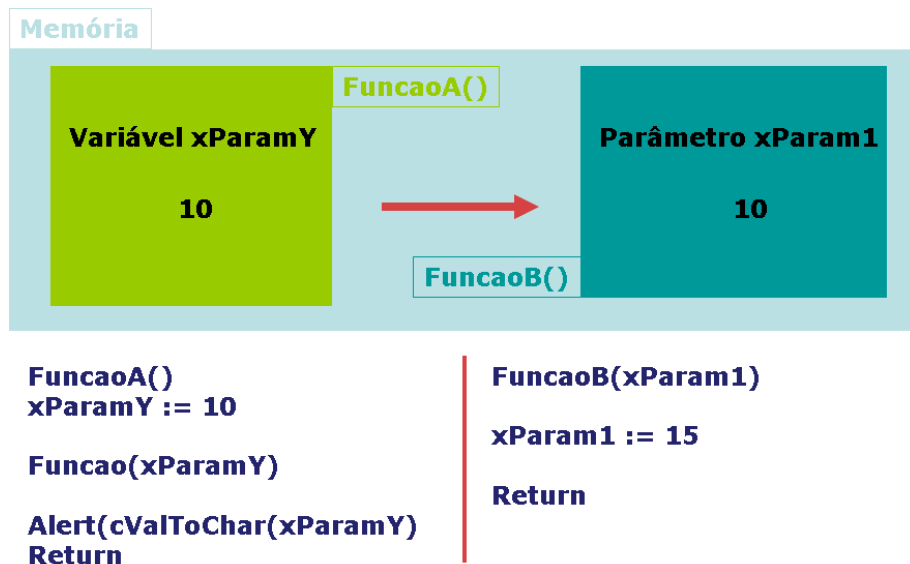 Memória
FuncaoA()
Variável xParamY
Parâmetro xParam1
10
10
FuncaoB()
FuncaoA()
xParamY := 10
Funcao(xParamY)
Alert(cValToChar(xParamY)
Return
FuncaoB(xParam1)
xParam1 := 15
Return